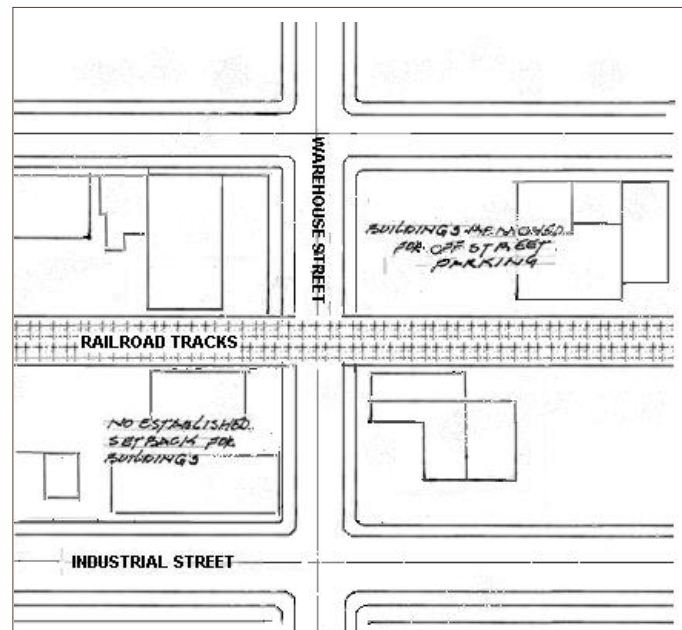 WAREHOUSE STREET
BUILDINGS REMOVED
FOR OFF STREET
PARKING
RAILROAD TRACKS
NO ESTABLISHED
SETBACK FOR
BUILDINGS
INDUSTRIAL STREET